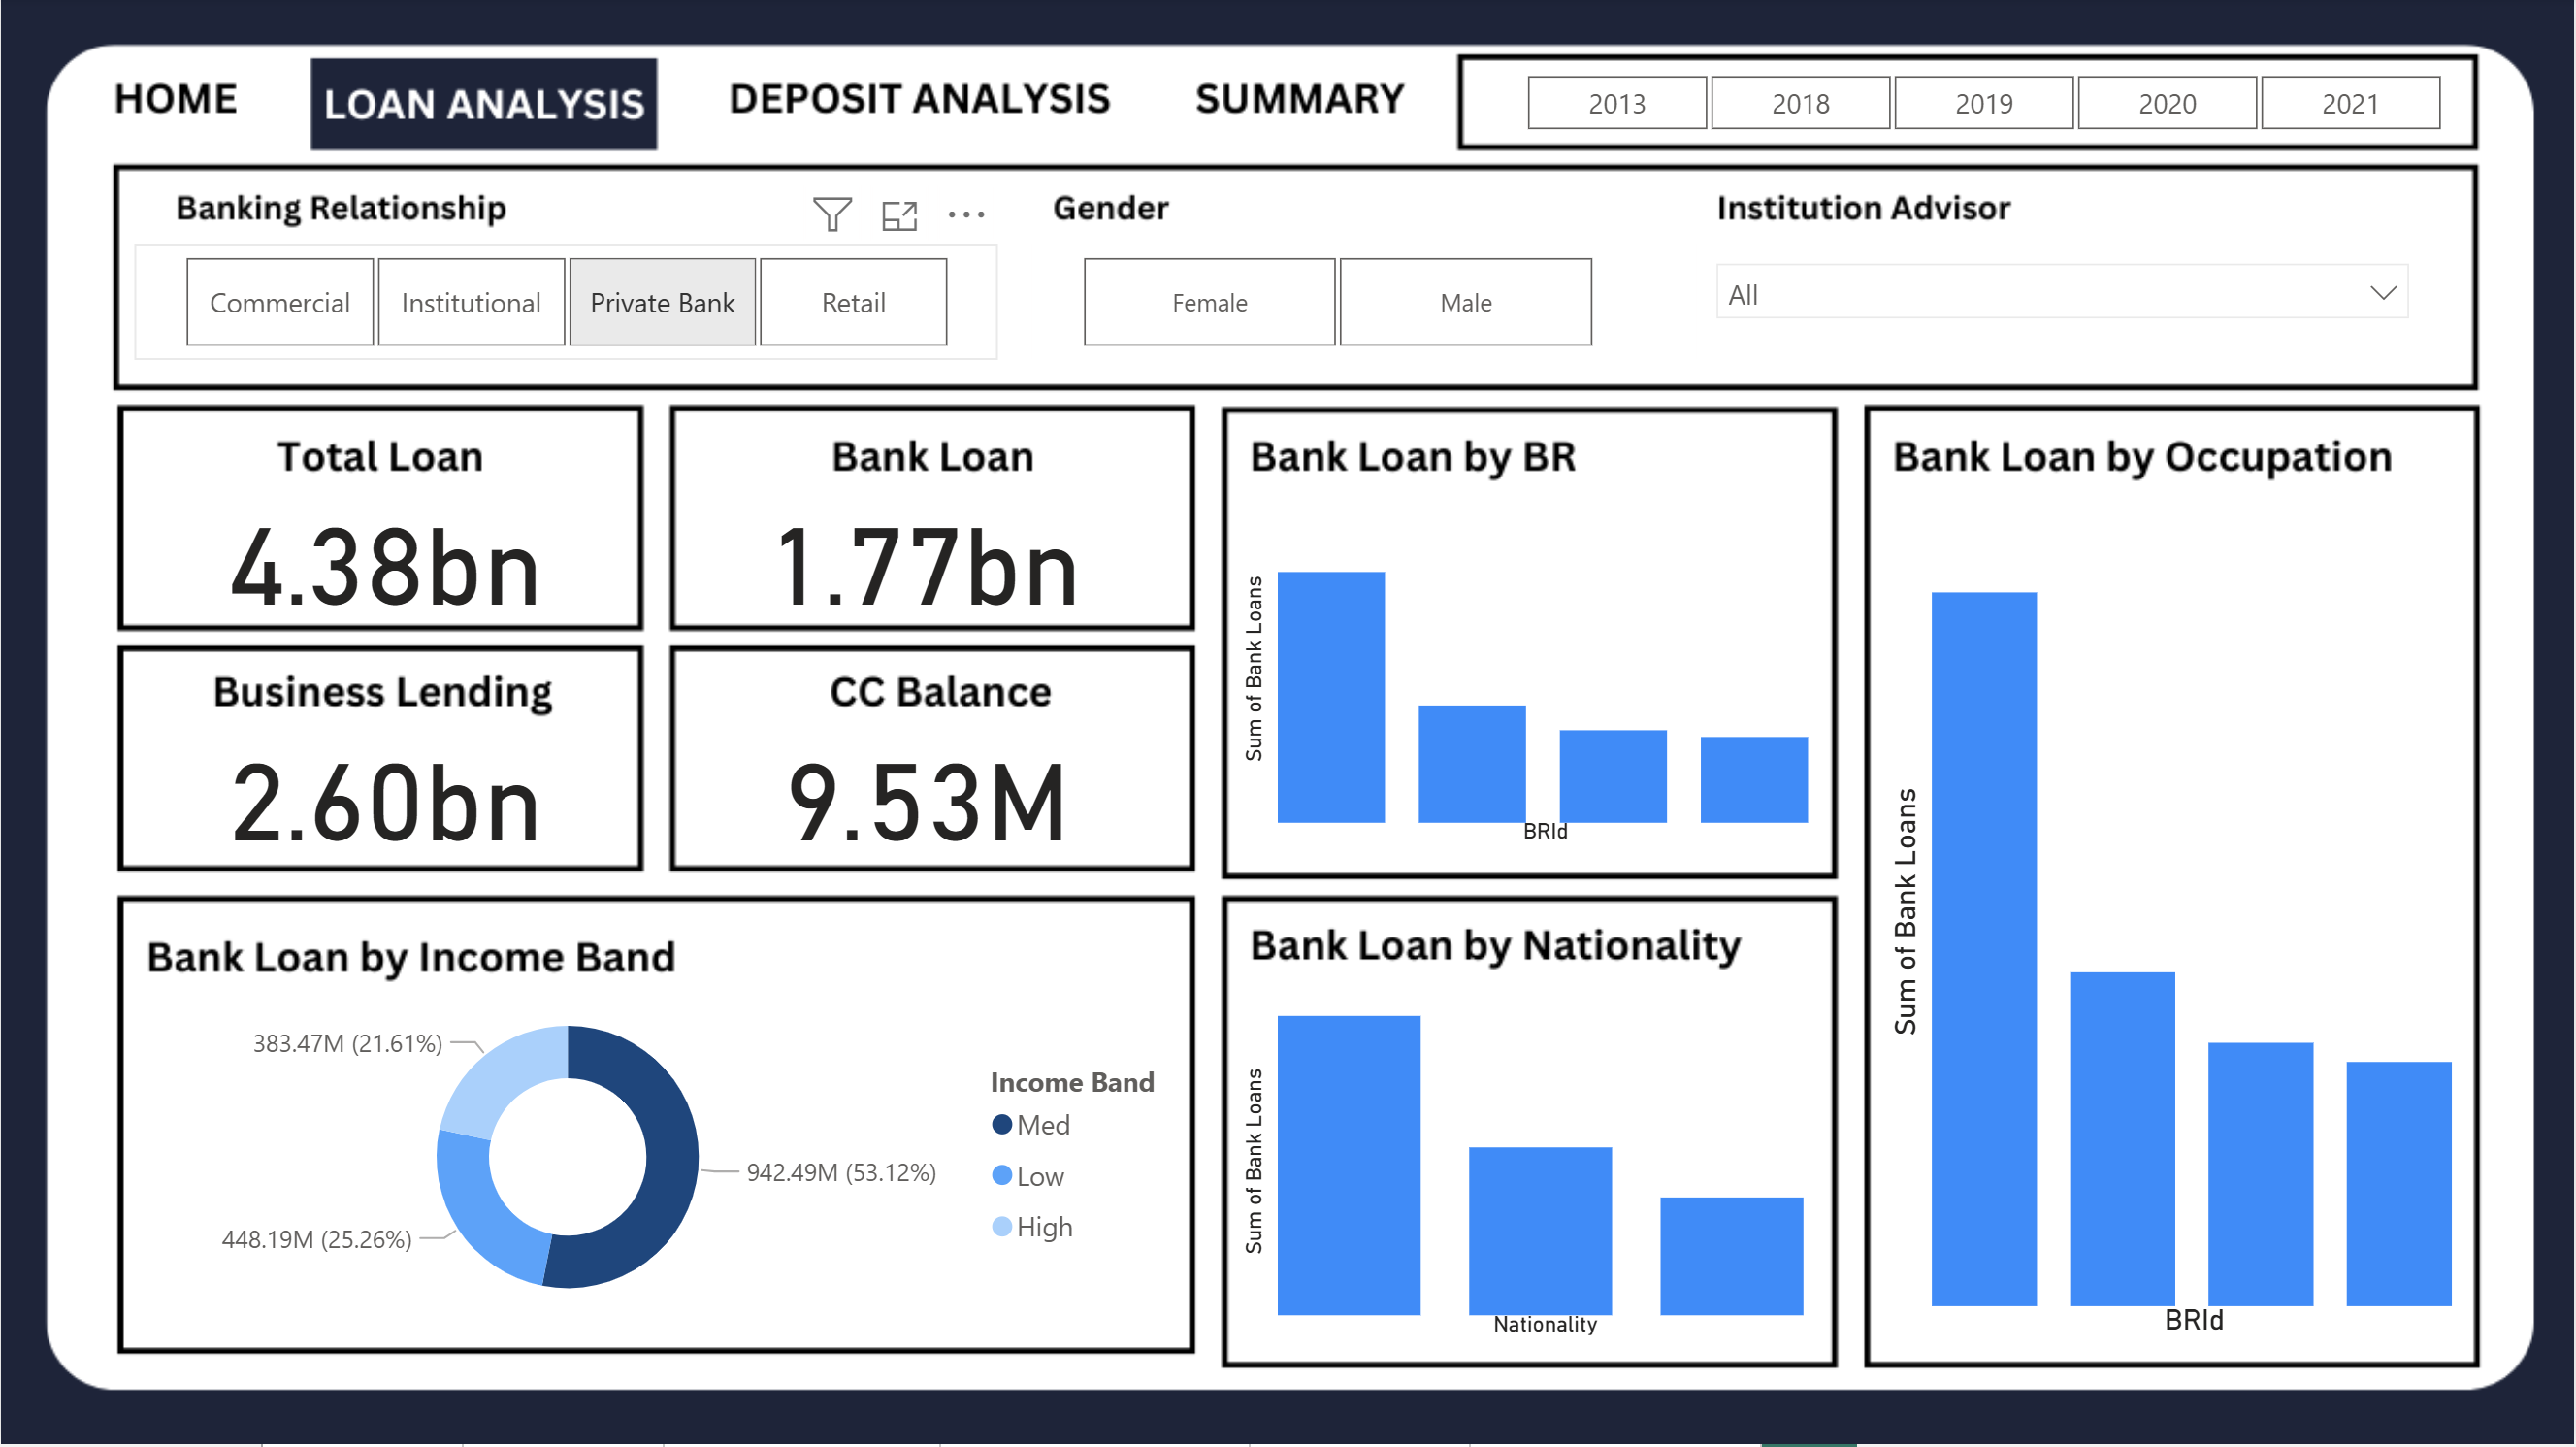 HOME
LOAN ANALYSIS
DEPOSIT ANALYSIS
SUMMARY
2013
2018
2019
2020
2021
Banking Relationship
Commercial
Institutional
Private Bank
Retail
Gender
Female
Male
Institution Advisor
All
Total Loan
4.38bn
Bank Loan
1.77bn
Business Lending
2.60bn
CC Balance
9.53M
Bank Loan by BR
Sum of Bank Loans
BRId
Bank Loan by Occupation
Sum of Bank Loans
BRId
Bank Loan by Income Band
383.47M (21.61%)
942.49M (53.12%)
448.19M (25.26%)
Income Band
Med
Low
High
Bank Loan by Nationality
Sum of Bank Loans
Nationality